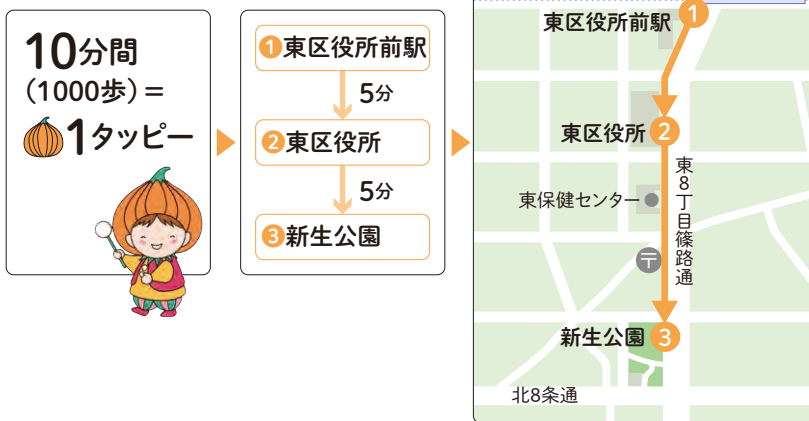 10分間
(1000歩)=
1タッピー
1東区役所前駅
5分
2東区役所
5分
3新生公園
東区役所前駅 1
東区役所 2
東保健センター
東8丁目篠路通
〒
新生公園 3
北8条通